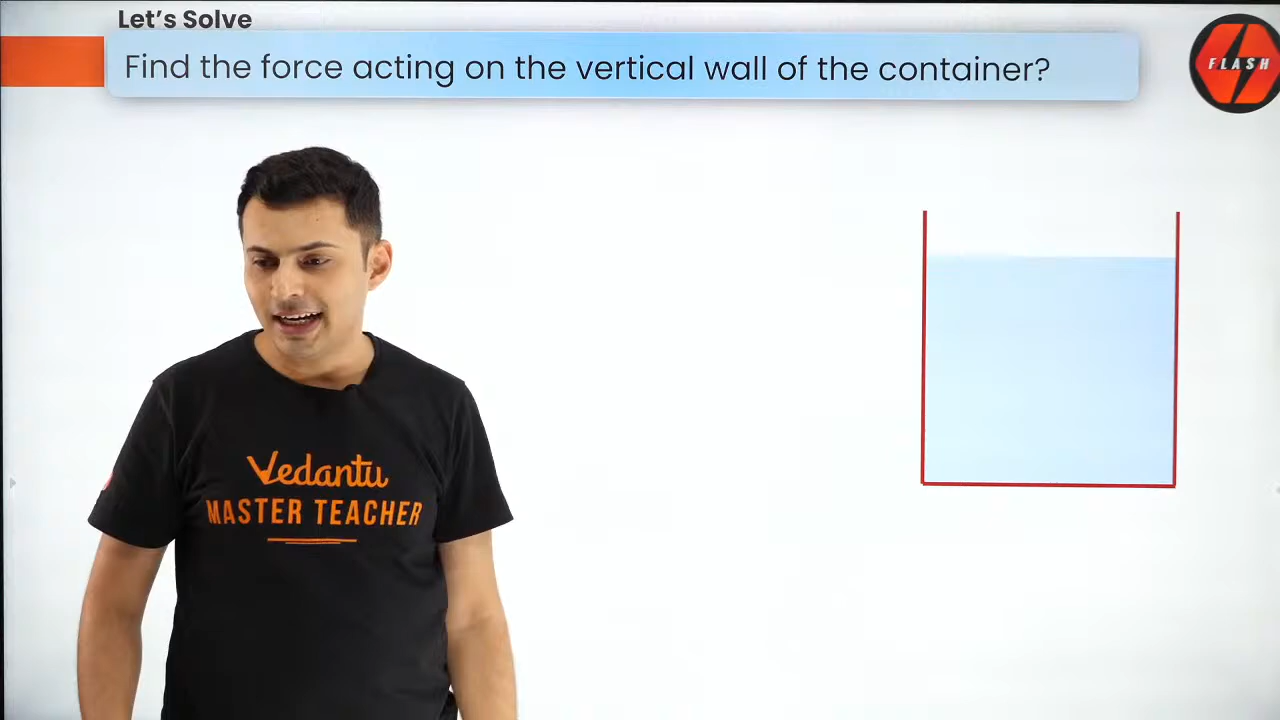 Let's Solve
Find the force acting on the vertical wall of the container?
FLASH
Vedantu
MASTER TEACHER